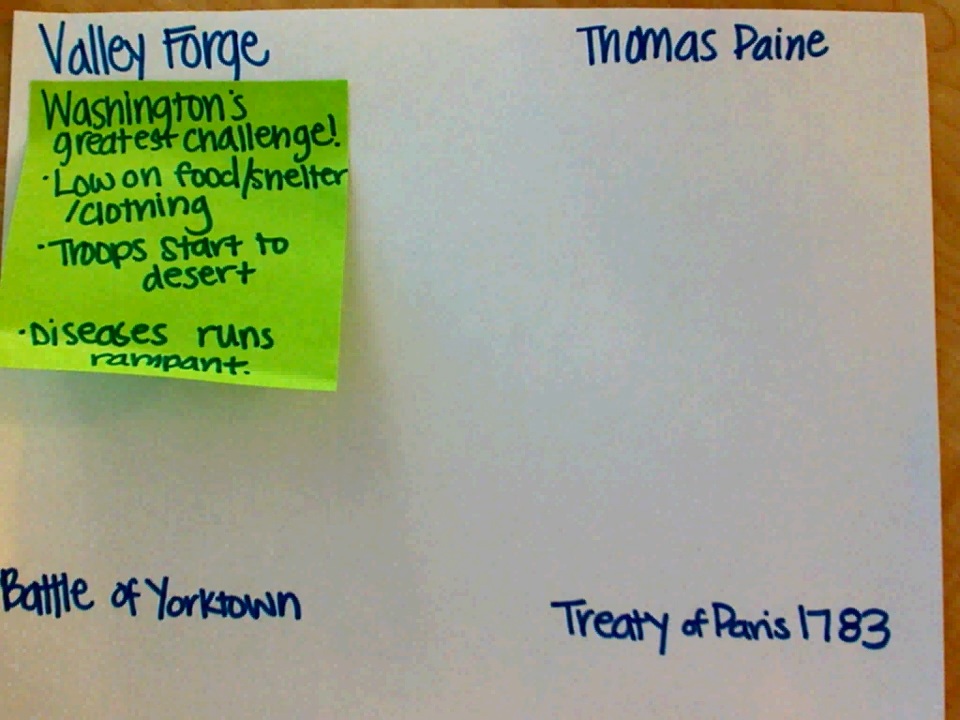 Valley Forge
Thomas Paine
Washington's
greatest challenge!
·Low on food/shelter
/clothing
·Troops start to
desert
·Diseases runs
rampant.
Battle of Yorktown
Treaty of Paris 1783